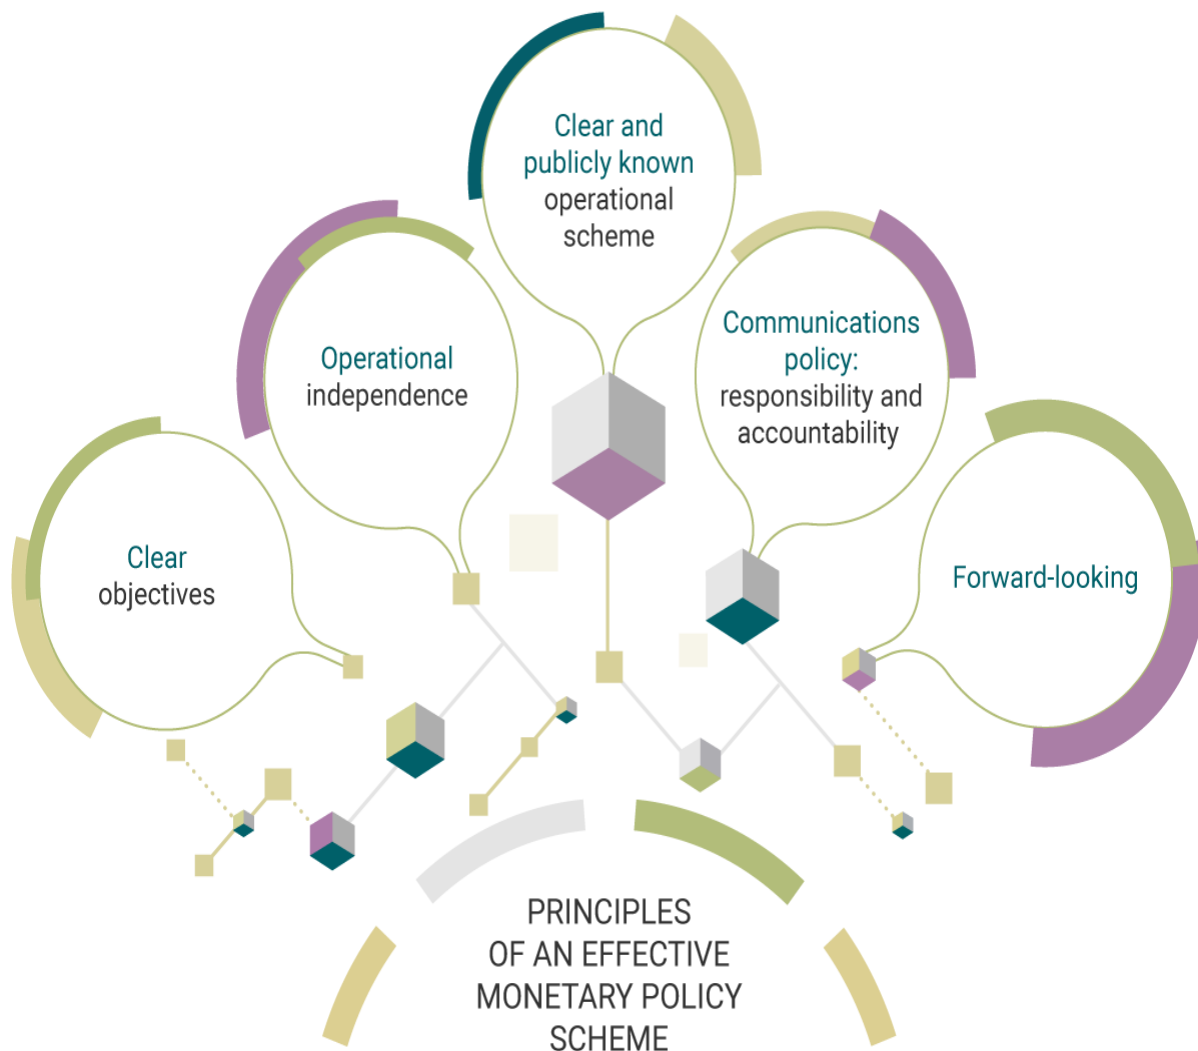 Clear and
publicly known
operational
scheme
Operational
independence
Communications
policy:
responsibility and
accountability
Clear
objectives
Forward-looking
PRINCIPLES
OF AN EFFECTIVE
MONETARY POLICY
SCHEME